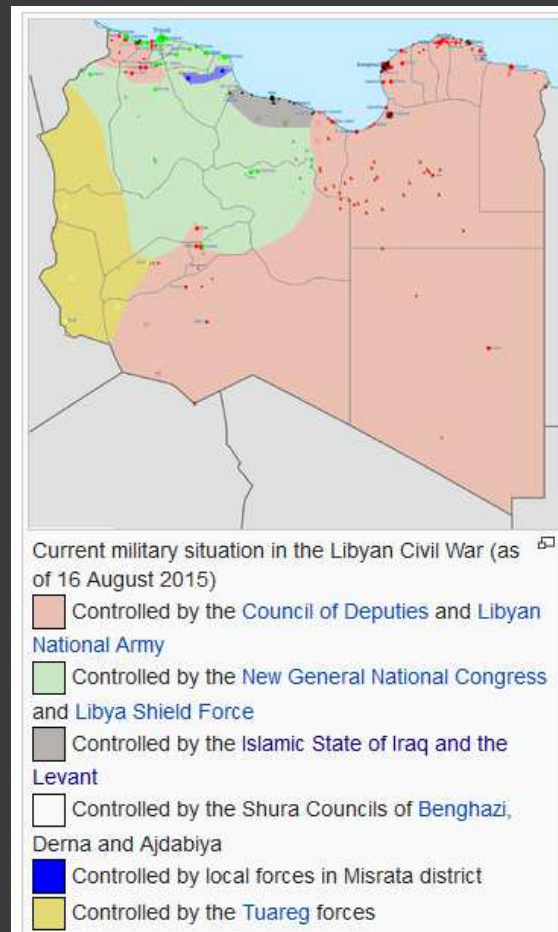 Current military situation in the Libyan Civil War (as
of 16 August 2015)
Controlled by the Council of Deputies and Libyan
National Army
Controlled by the New General National Congress
and Libya Shield Force
Controlled by the Islamic State of Iraq and the
Levant
Controlled by the Shura Councils of Benghazi,
Derna and Ajdabiya
Controlled by local forces in Misrata district
Controlled by the Tuareg forces